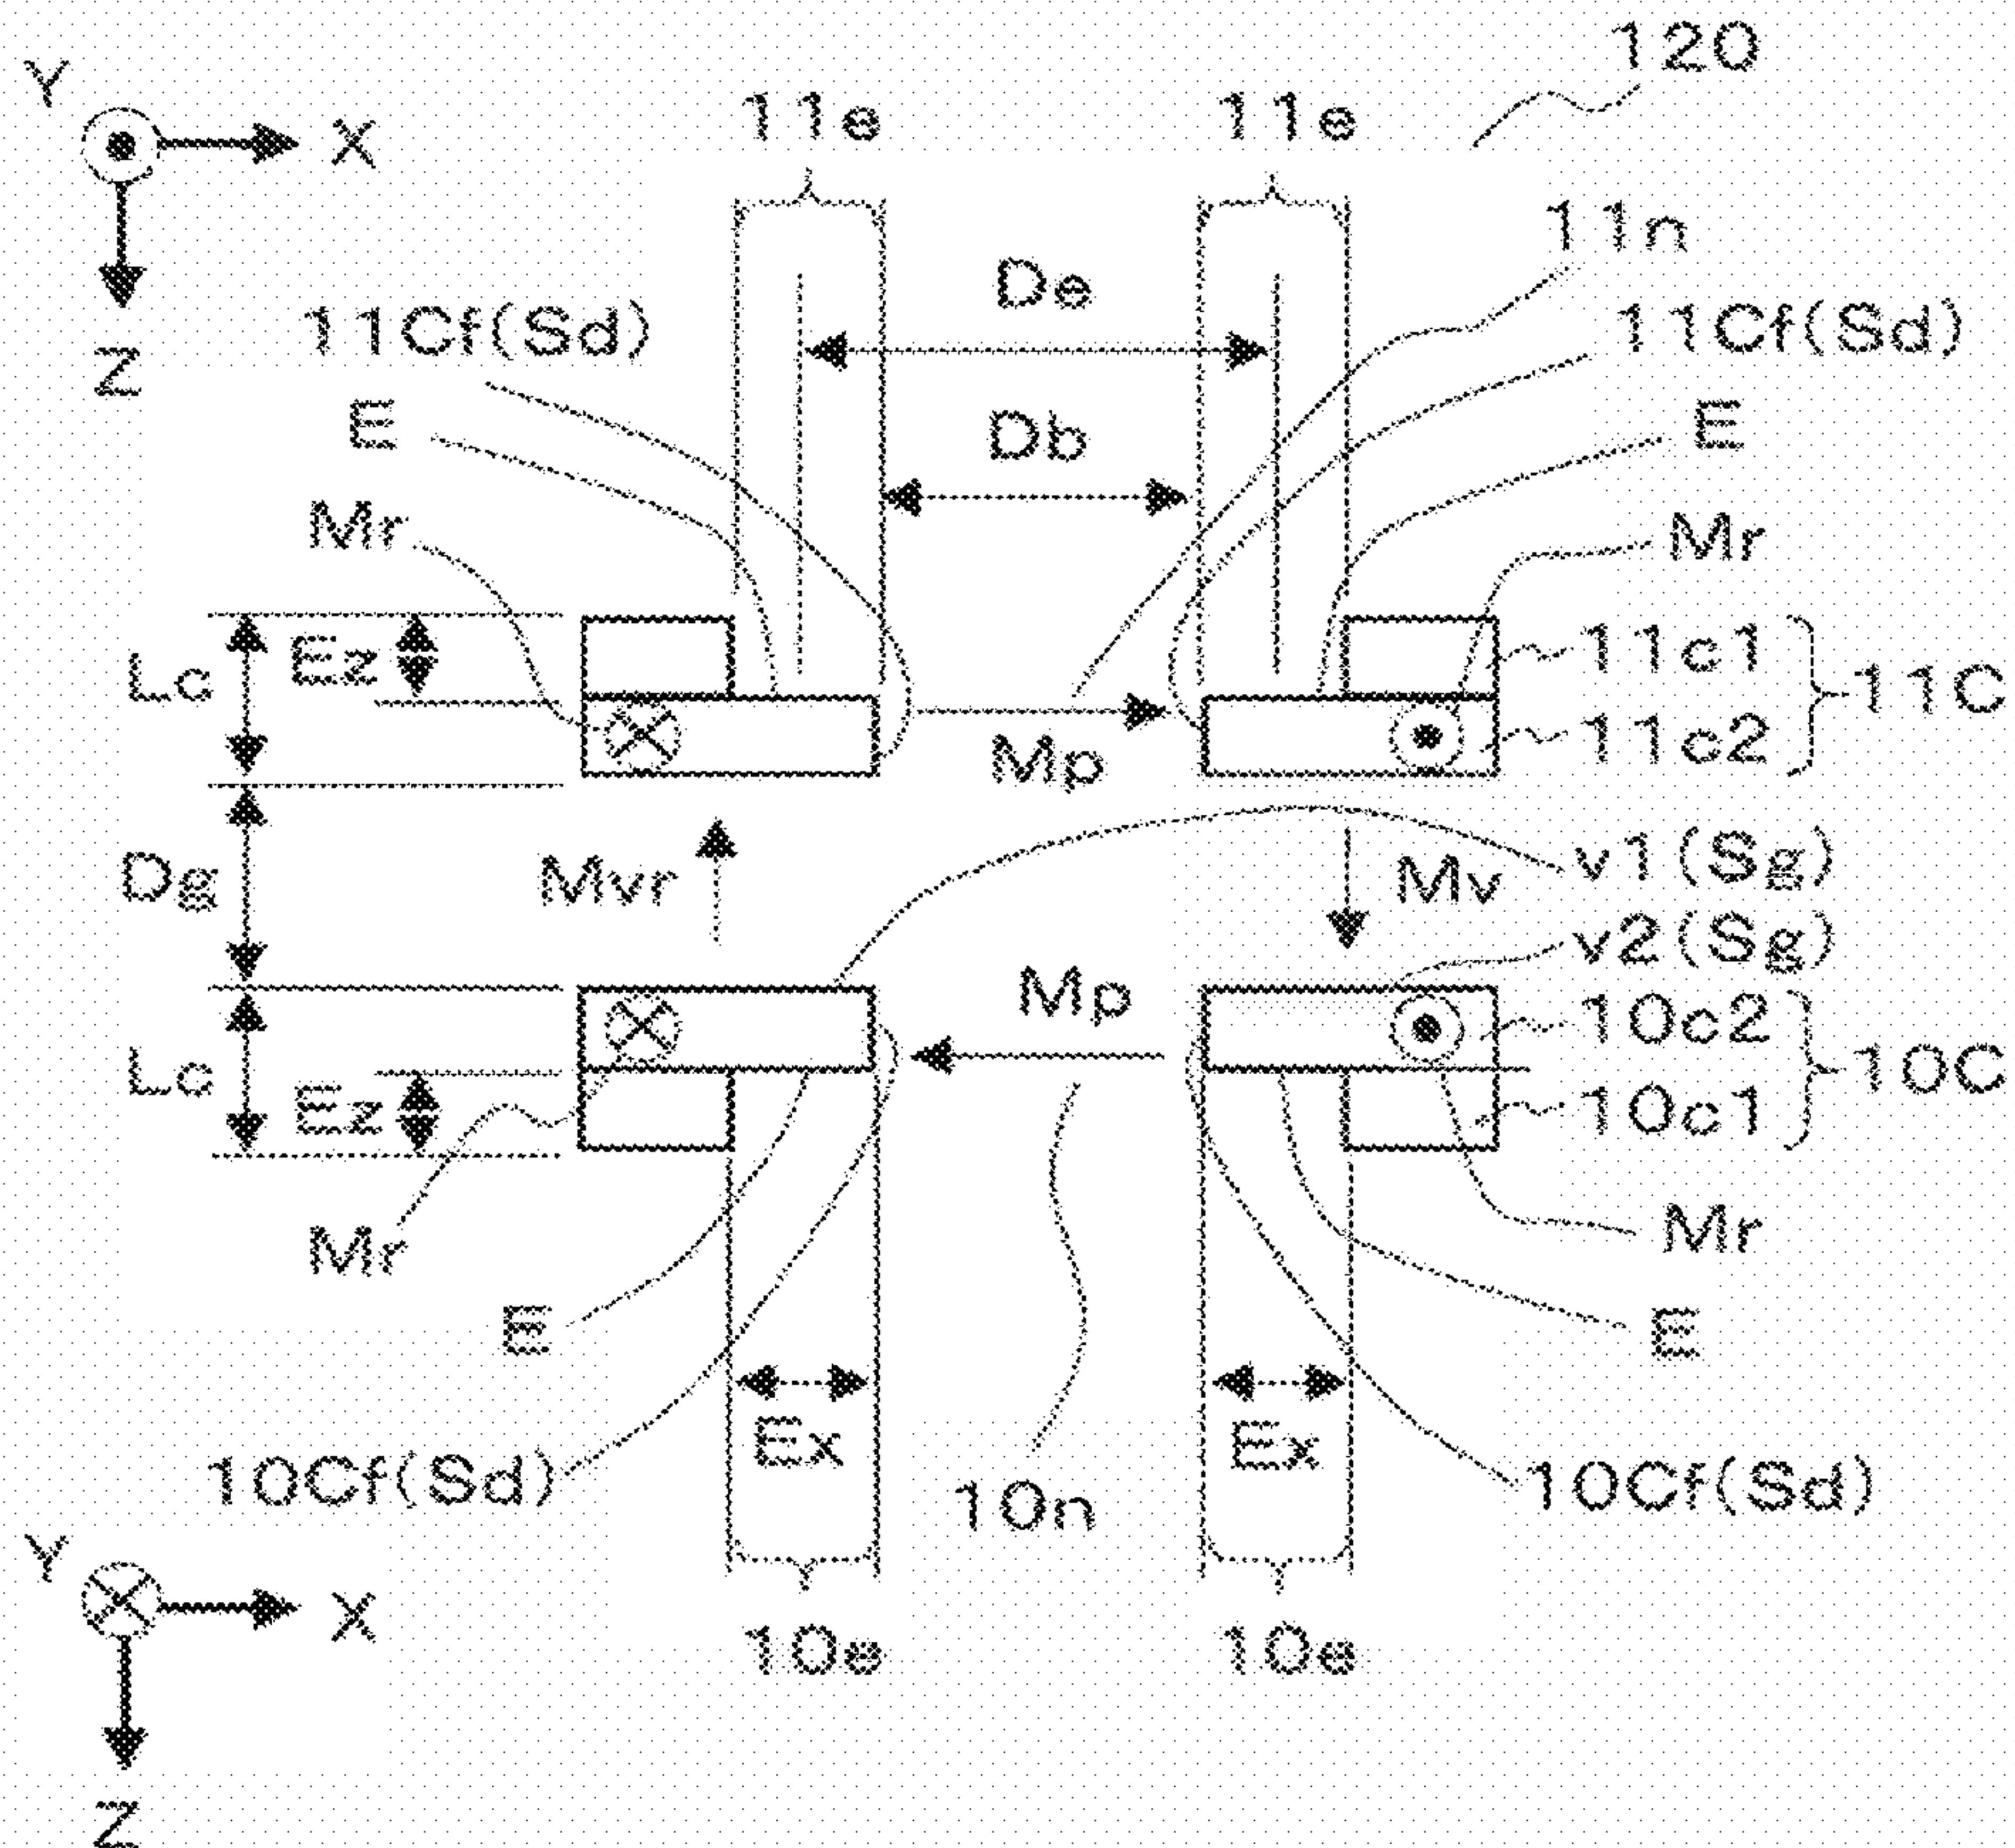 120
Y
11e
11e
X
11n
De
11Cf(Sd)
11Cf(Sd)
Z
E
E
Db
Mr
Mr
Ez
11c1
Lc
11C
11c2
Mp
v1(Sg)
Dg
Mvr
Mv
v2(Sg)
Mp
10c2
Lc
10C
Ez
10c1
Mr
Mr
E
E
Ex
Ex
10Cf(Sd)
10n
10Cf(Sd)
Y
X
10e
10e
Z